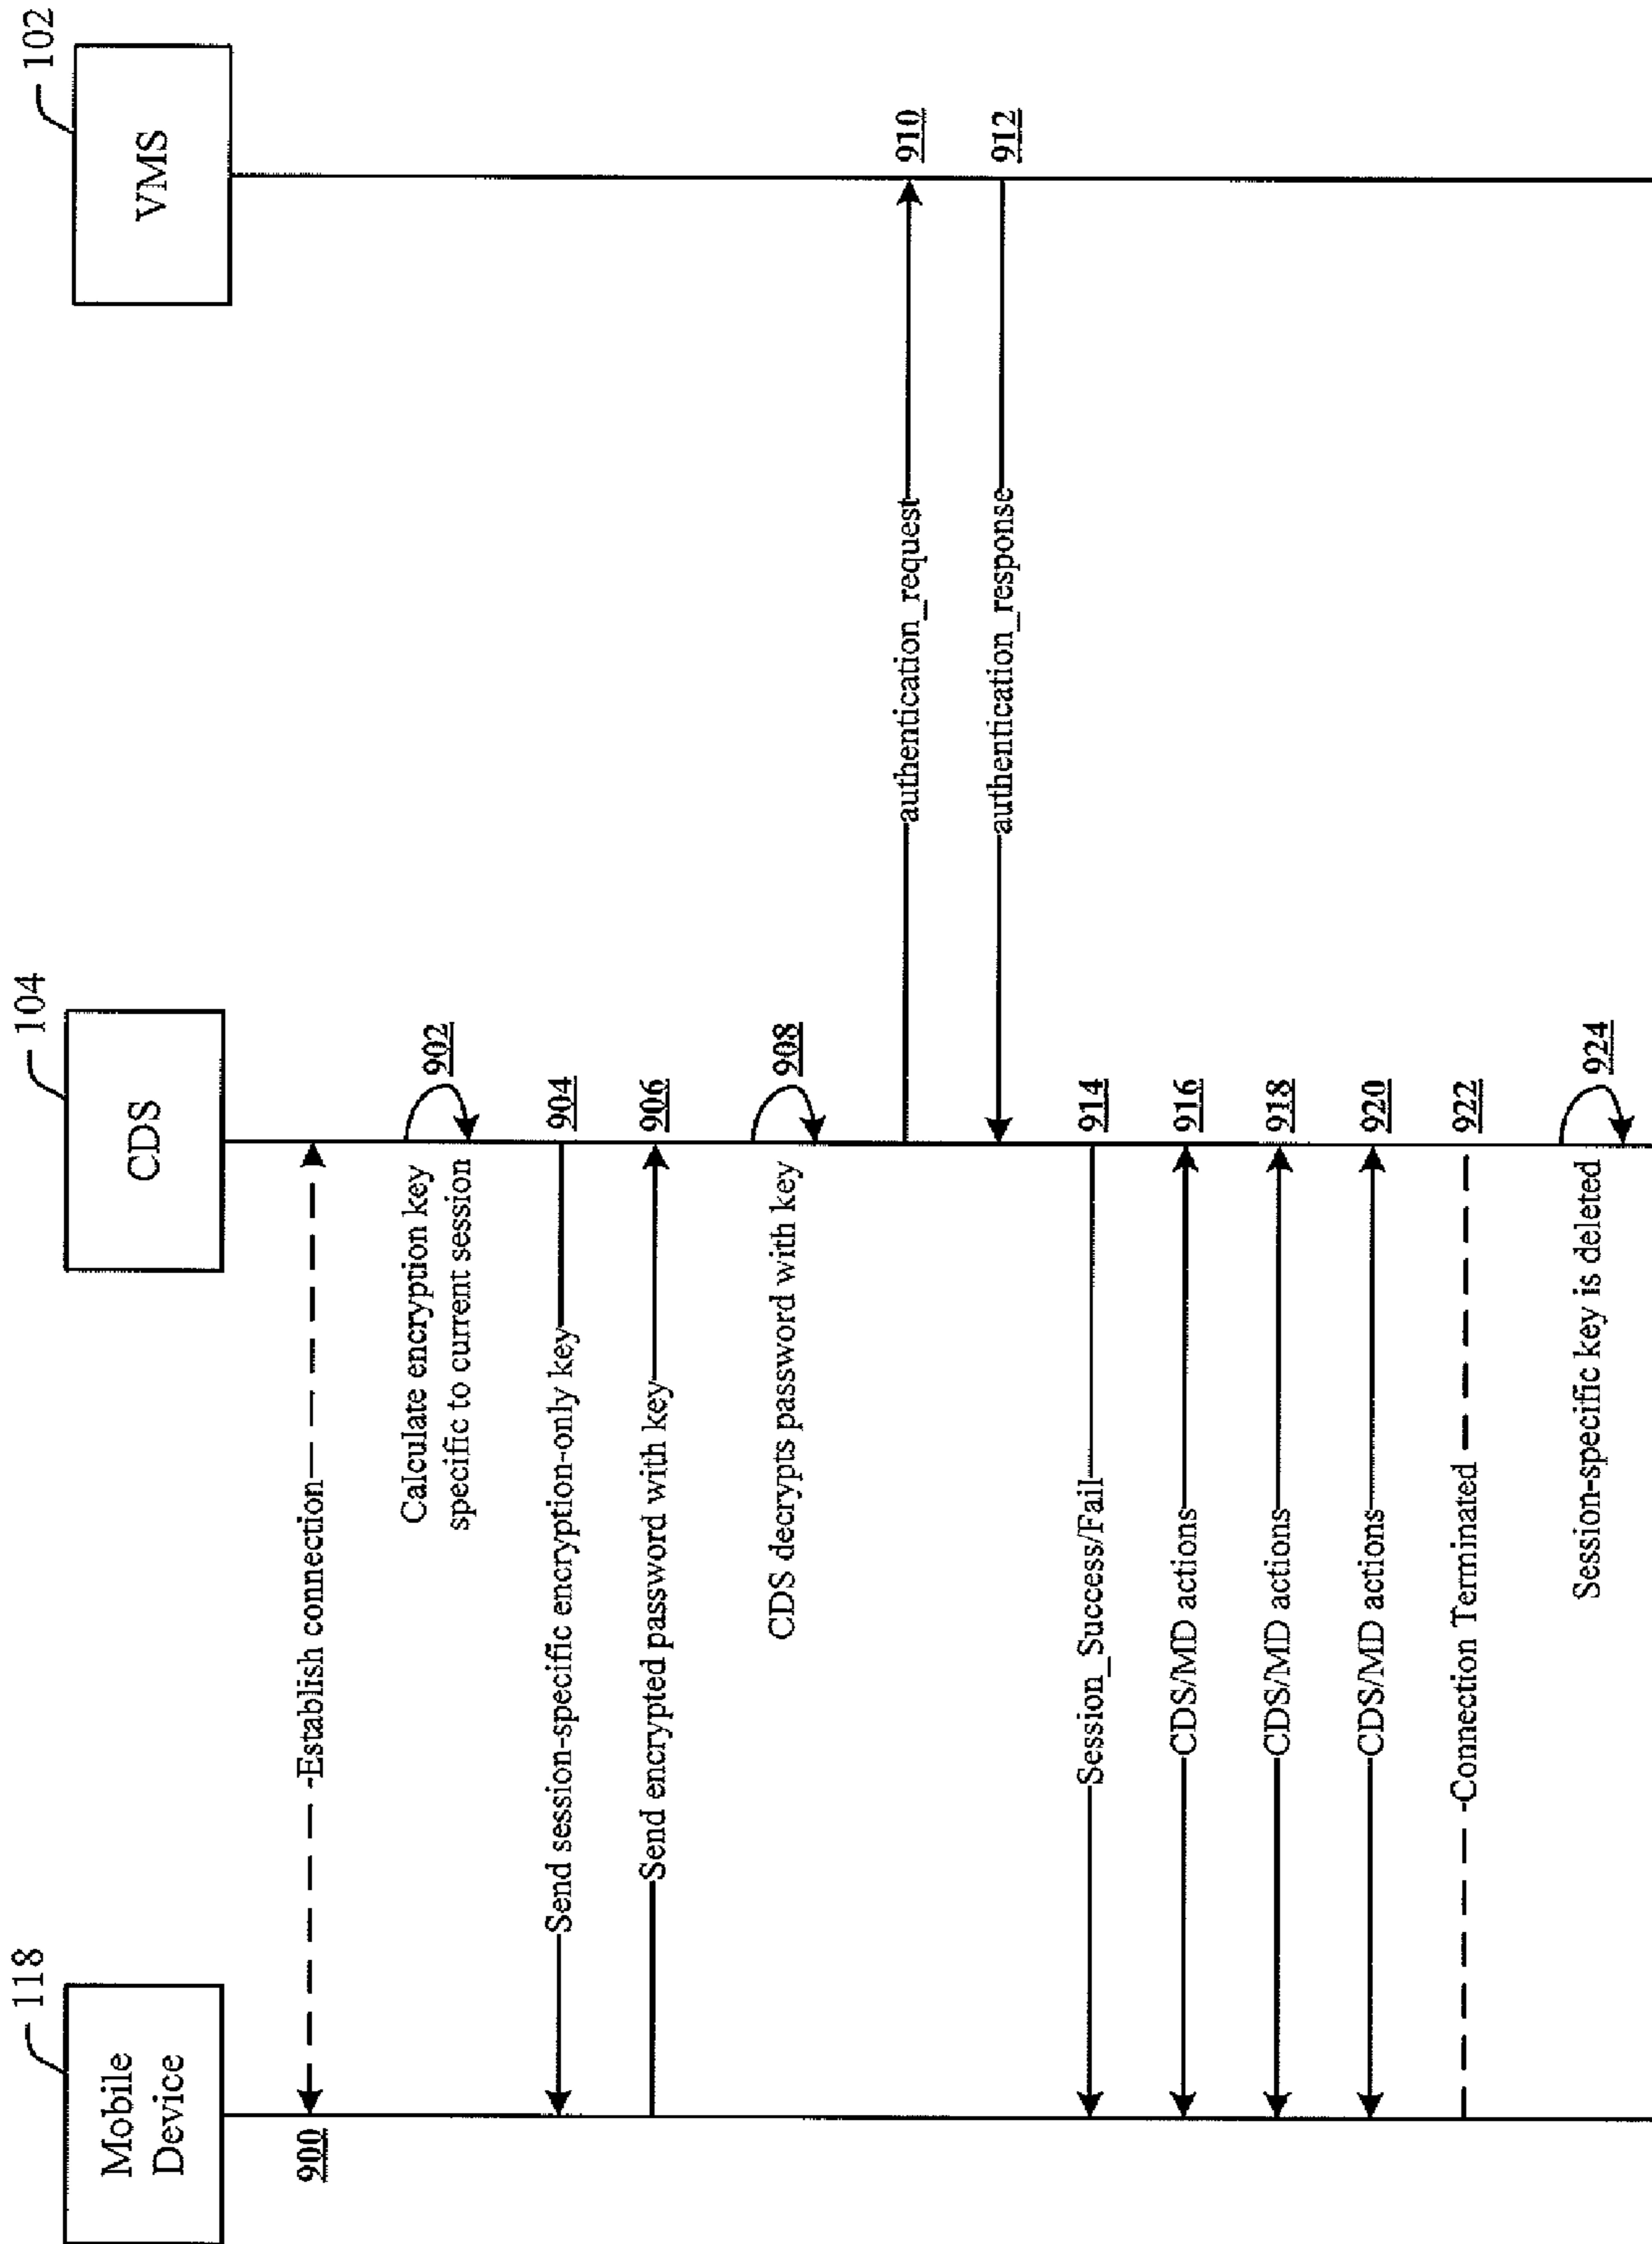 118
104
102
Mobile
Device
CDS
VMS
900
Establish connection
902
Calculate encryption key
specific to current session
904
Send session-specific encryption-only key
906
Send encrypted password with key
908
CDS decrypts password with key
authentication_request
910
authentication_response
912
Session_Success/Fail
914
CDS/MD actions
916
CDS/MD actions
918
CDS/MD actions
920
Connection Terminated
922
924
Session-specific key is deleted